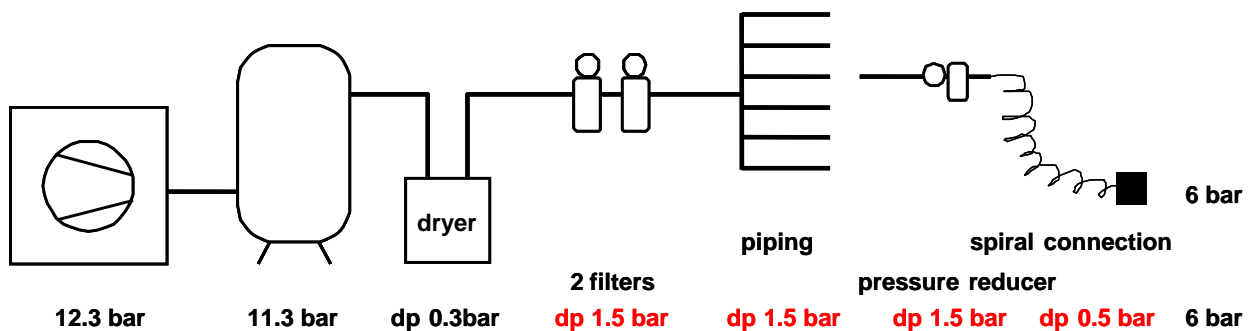 dryer
6 bar
piping
spiral connection
2 filters
pressure reducer
12.3 bar
11.3 bar
dp 0.3bar
dp 1.5 bar
dp 1.5 bar
dp 1.5 bar
dp 0.5 bar
6 bar